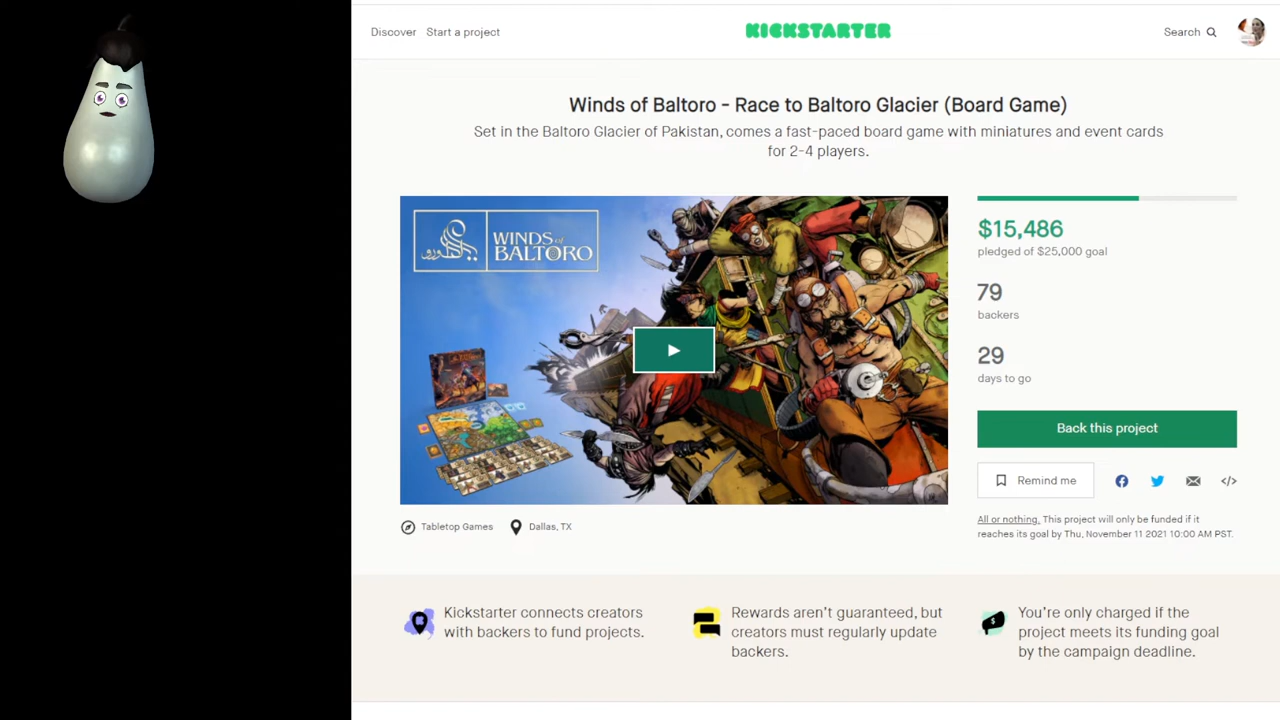 Discover Start a project
KICKSTARTER
Search
Winds of Baltoro - Race to Baltoro Glacier (Board Game)
Set in the Baltoro Glacier of Pakistan, comes a fast-paced board game with miniatures and event cards
for 2-4 players.
WINDS of
BALTORO
$15,486
pledged of $25,000 goal
79
backers
29
days to go
Back this project
Remind me
All or nothing. This project will only be funded if it
reaches its goal by Thu, November 11 2021 10:00 AM PST.
Tabletop Games Dallas, TX
Kickstarter connects creators
with backers to fund projects.
Rewards aren't guaranteed, but
creators must regularly update
backers.
You're only charged if the
project meets its funding goal
by the campaign deadline.